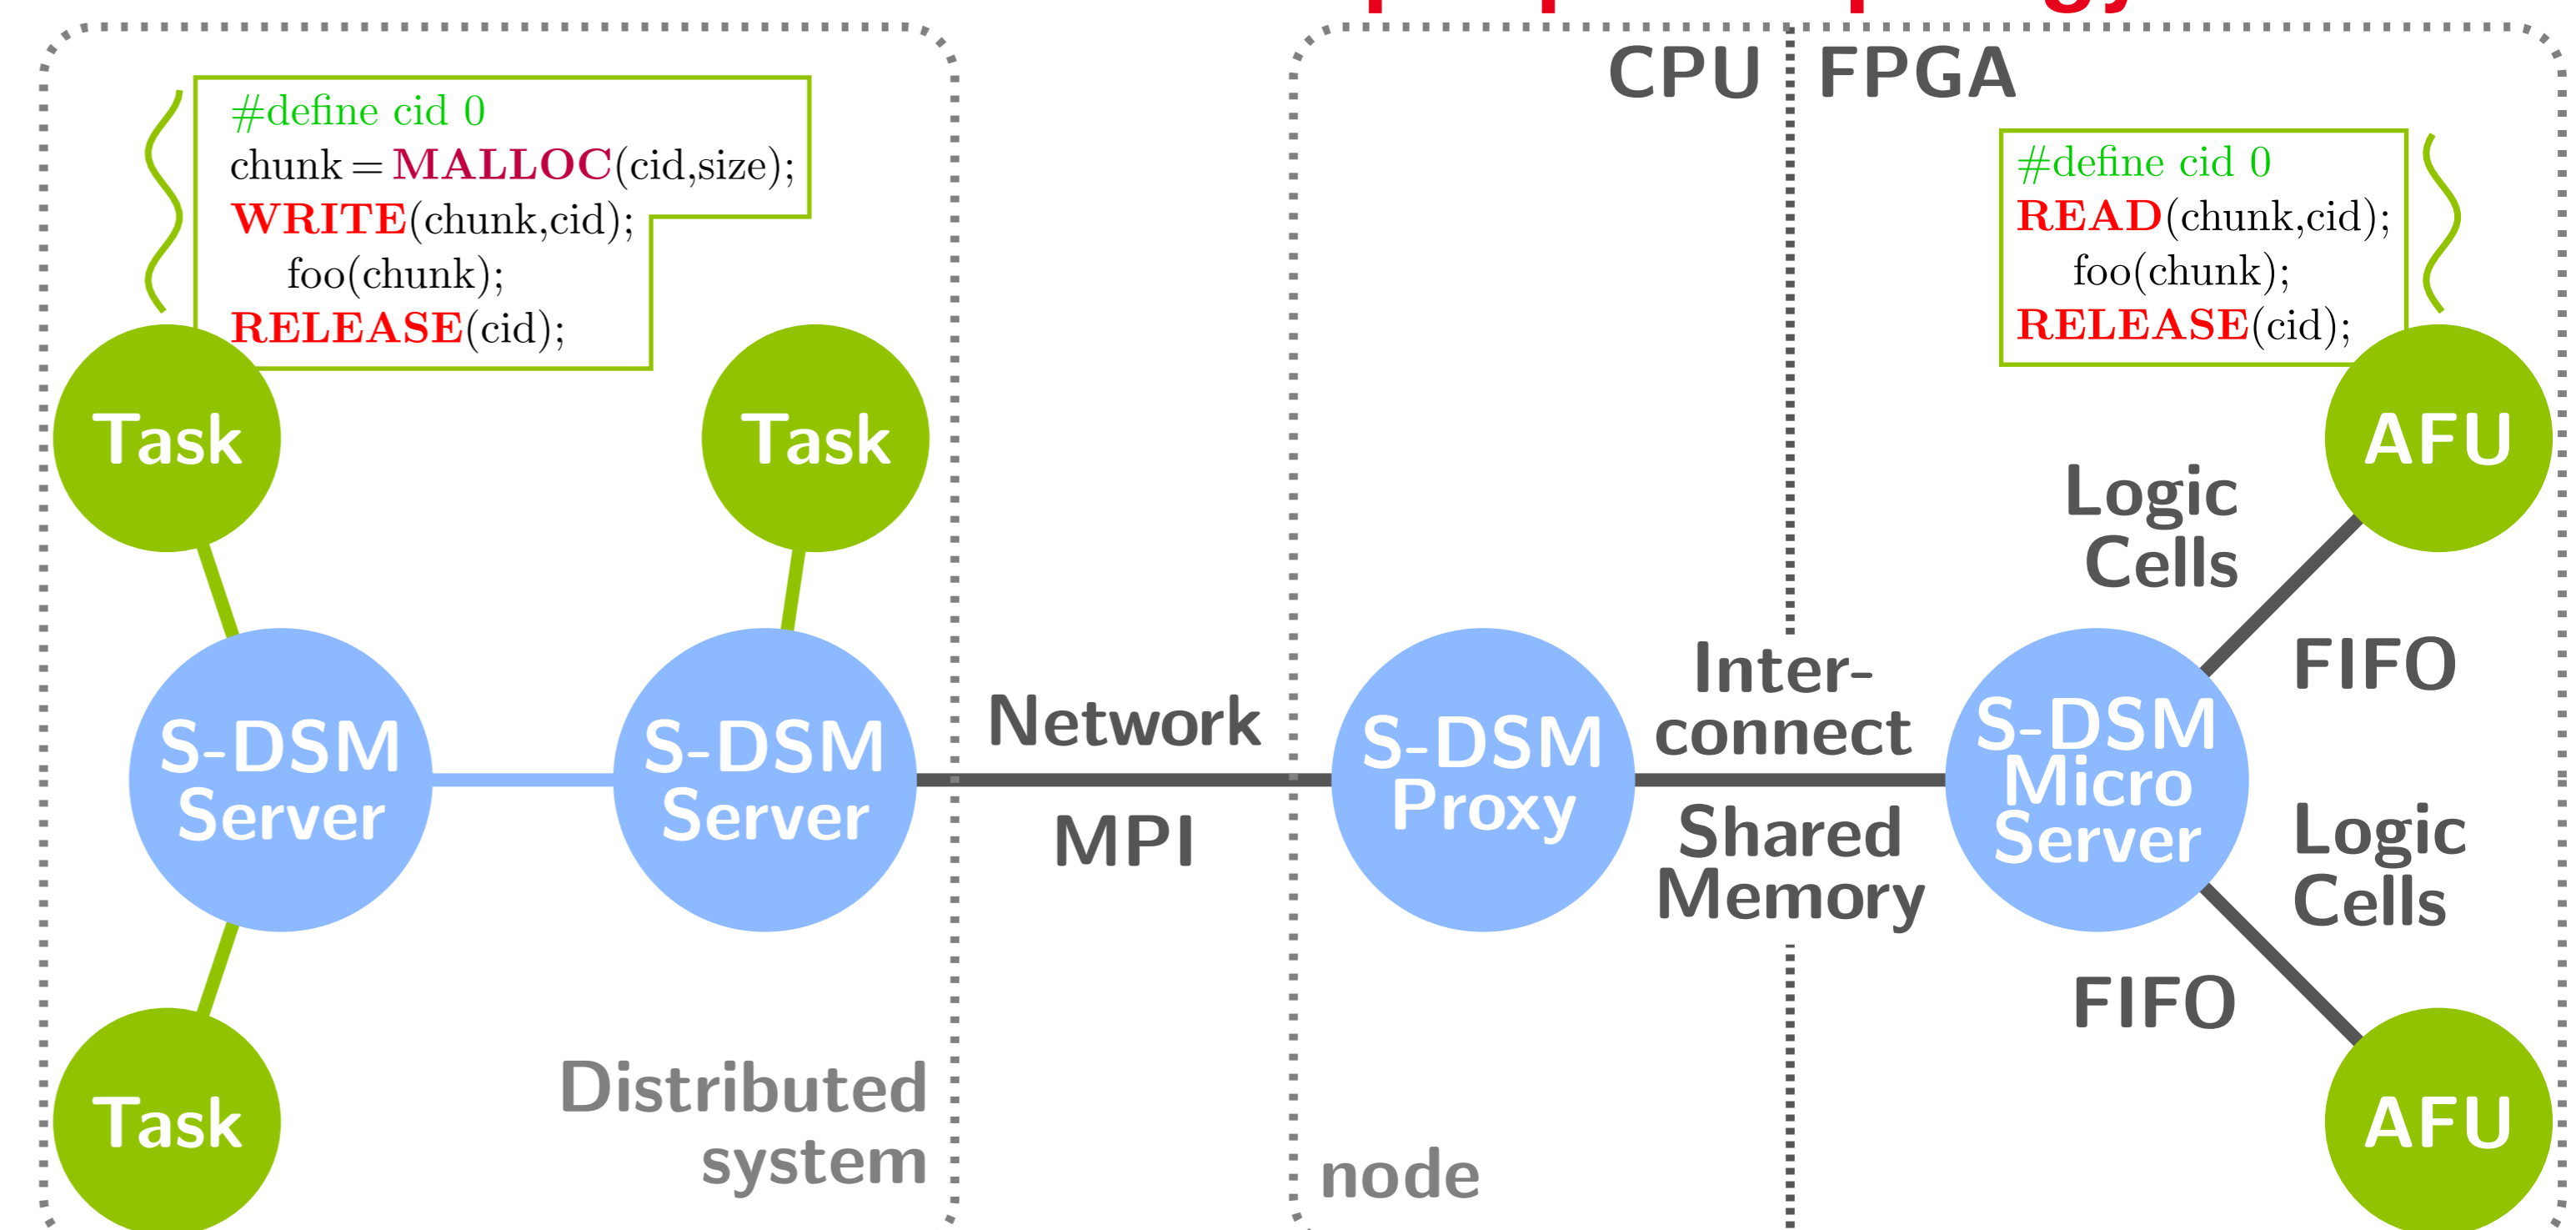 CPU FPGA
#define cid 0
chunk = MALLOC(cid,size);
WRITE(chunk,cid);
foo(chunk);
RELEASE(cid);
#define cid 0
READ(chunk,cid);
foo(chunk);
RELEASE(cid);
Task
Task
AFU
Logic
Cells
FIFO
S-DSM
Server
S-DSM
Server
Network
MPI
S-DSM
Proxy
Inter-
connect
Shared
Memory
S-DSM
Micro
Server
Logic
Cells
FIFO
Task
Distributed
system
node
AFU